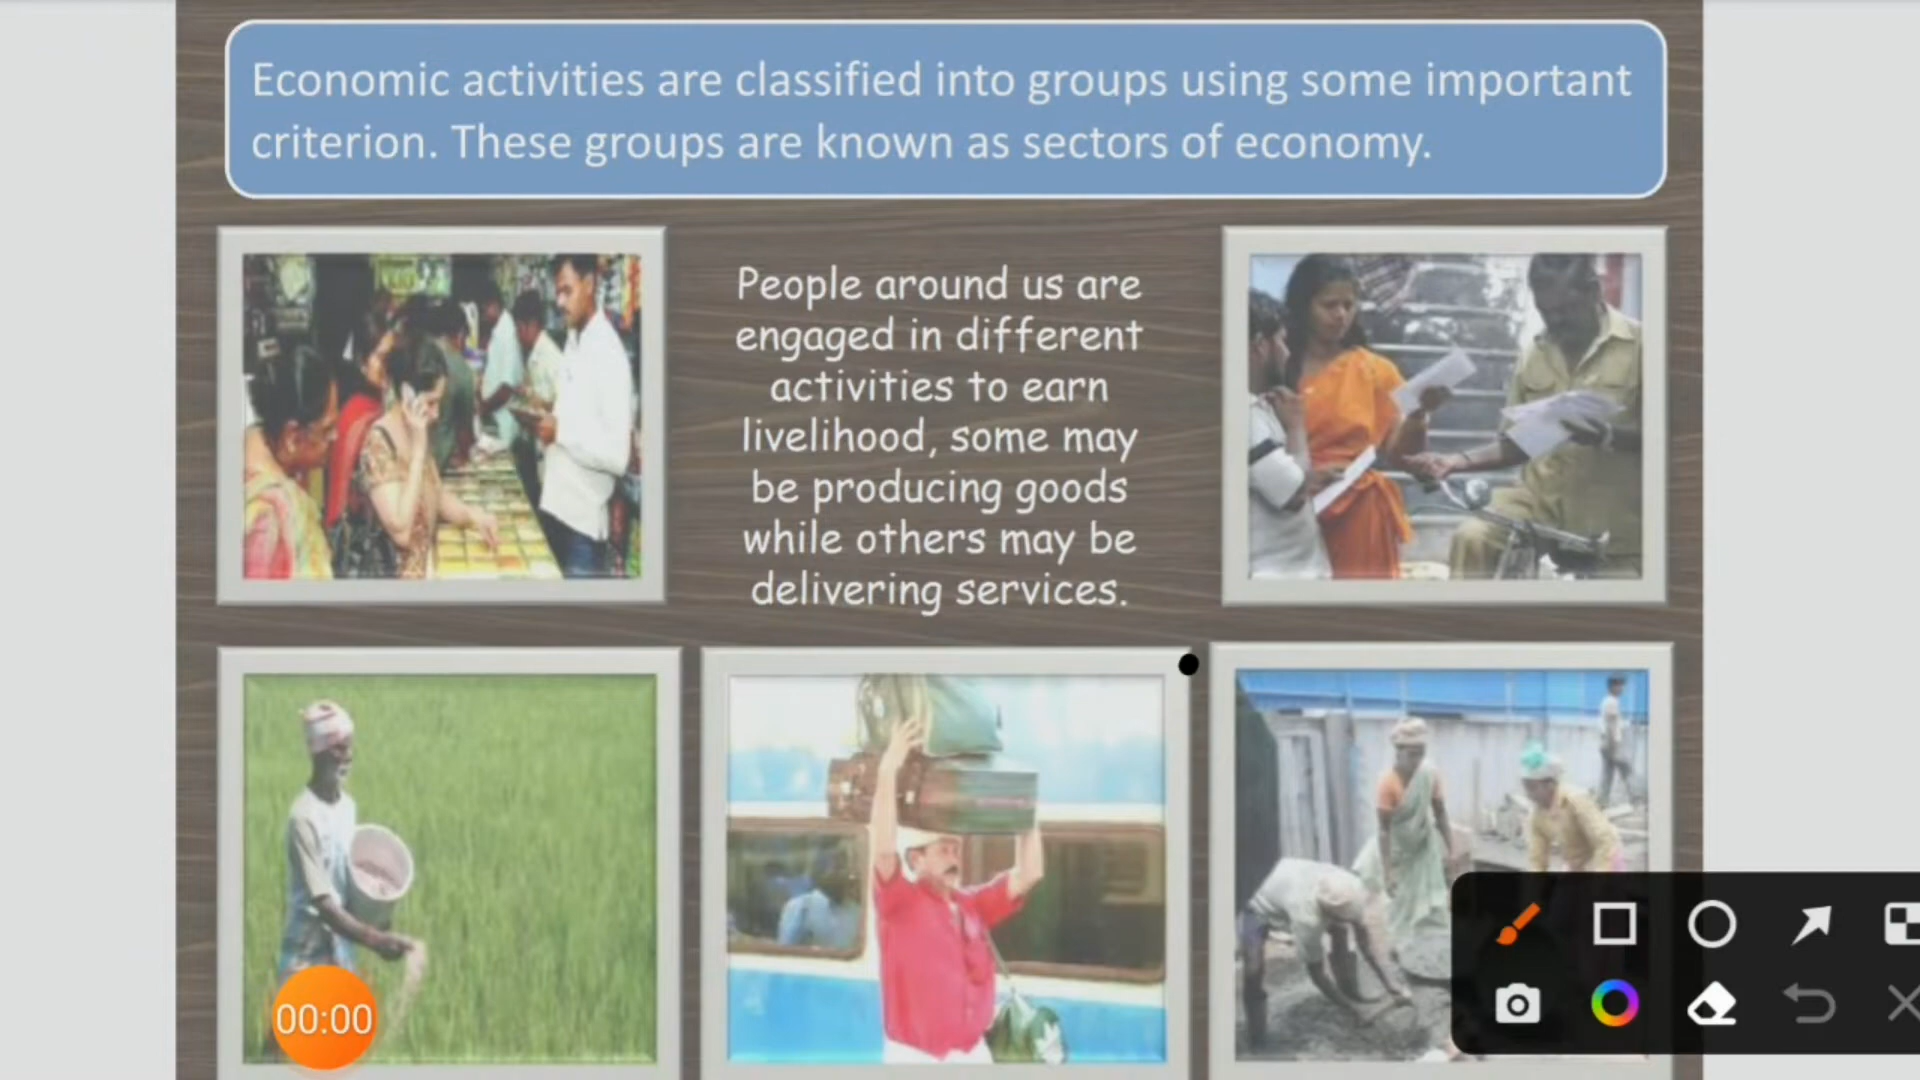 Economic activities are classified into groups using some important
criterion. These groups are known as sectors of economy.
People around us are
engaged in different
activities to earn
livelihood, some may
be producing goods
while others may be
delivering services.
00:00